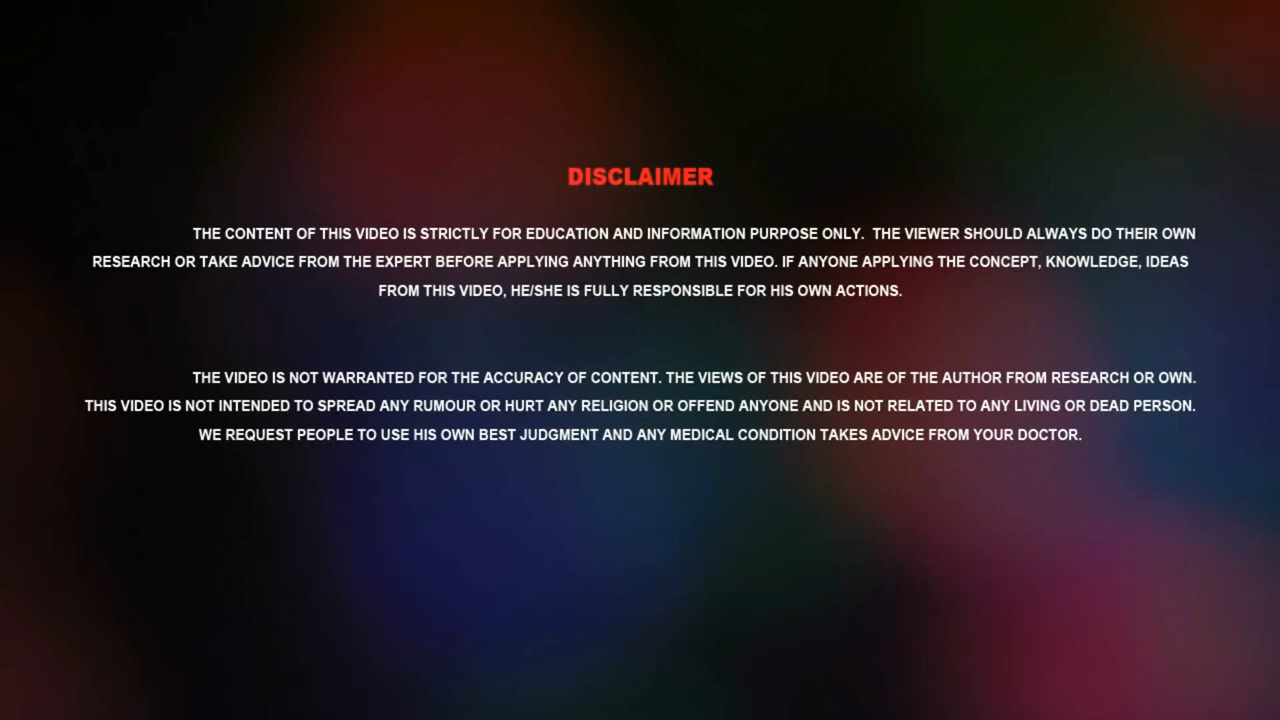 DISCLAIMER
THE CONTENT OF THIS VIDEO IS STRICTLY FOR EDUCATION AND INFORMATION PURPOSE ONLY.  THE VIEWER SHOULD ALWAYS DO THEIR OWN
RESEARCH OR TAKE ADVICE FROM THE EXPERT BEFORE APPLYING ANYTHING FROM THIS VIDEO. IF ANYONE APPLYING THE CONCEPT, KNOWLEDGE, IDEAS
FROM THIS VIDEO, HE/SHE IS FULLY RESPONSIBLE FOR HIS OWN ACTIONS.
THE VIDEO IS NOT WARRANTED FOR THE ACCURACY OF CONTENT. THE VIEWS OF THIS VIDEO ARE OF THE AUTHOR FROM RESEARCH OR OWN.
THIS VIDEO IS NOT INTENDED TO SPREAD ANY RUMOUR OR HURT ANY RELIGION OR OFFEND ANYONE AND IS NOT RELATED TO ANY LIVING OR DEAD PERSON.
WE REQUEST PEOPLE TO USE HIS OWN BEST JUDGMENT AND ANY MEDICAL CONDITION TAKES ADVICE FROM YOUR DOCTOR.